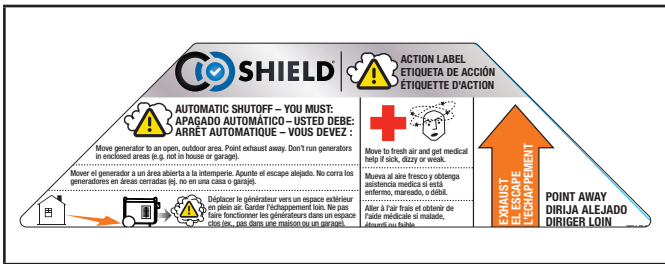 CO SHIELD®
ACTION LABEL
ETIQUETA DE ACCIÓN
ÉTIQUETTE D'ACTION
AUTOMATIC SHUTOFF – YOU MUST:
APAGADO AUTOMÁTICO – USTED DEBE:
ARRÊT AUTOMATIQUE – VOUS DEVEZ :
Move generator to an open, outdoor area. Point exhaust away. Don't run generators
in enclosed areas (e.g. not in house or garage).
Mover el generador a un área abierta a la intemperie. Apunte el escape alejado. No corra los
generadores en áreas cerradas (ej. no en una casa o garaje).
Déplacer le générateur vers un espace extérieur
en plein air. Garder l'échappement loin. Ne pas
faire fonctionner les générateurs dans un espace
clos (ex., pas dans une maison ou un garage).
Move to fresh air and get medical
help if sick, dizzy or weak.
Mueva al aire fresco y obtenga
asistencia medica si está
enfermo, mareado, o débil.
Aller à l'air frais et obtenir de
l'aide médicale si malade,
étourdi ou faible.
EXHAUST
EL ESCAPE
L'ÉCHAPPEMENT
POINT AWAY
DIRIJA ALEJADO
DIRIGER LOIN